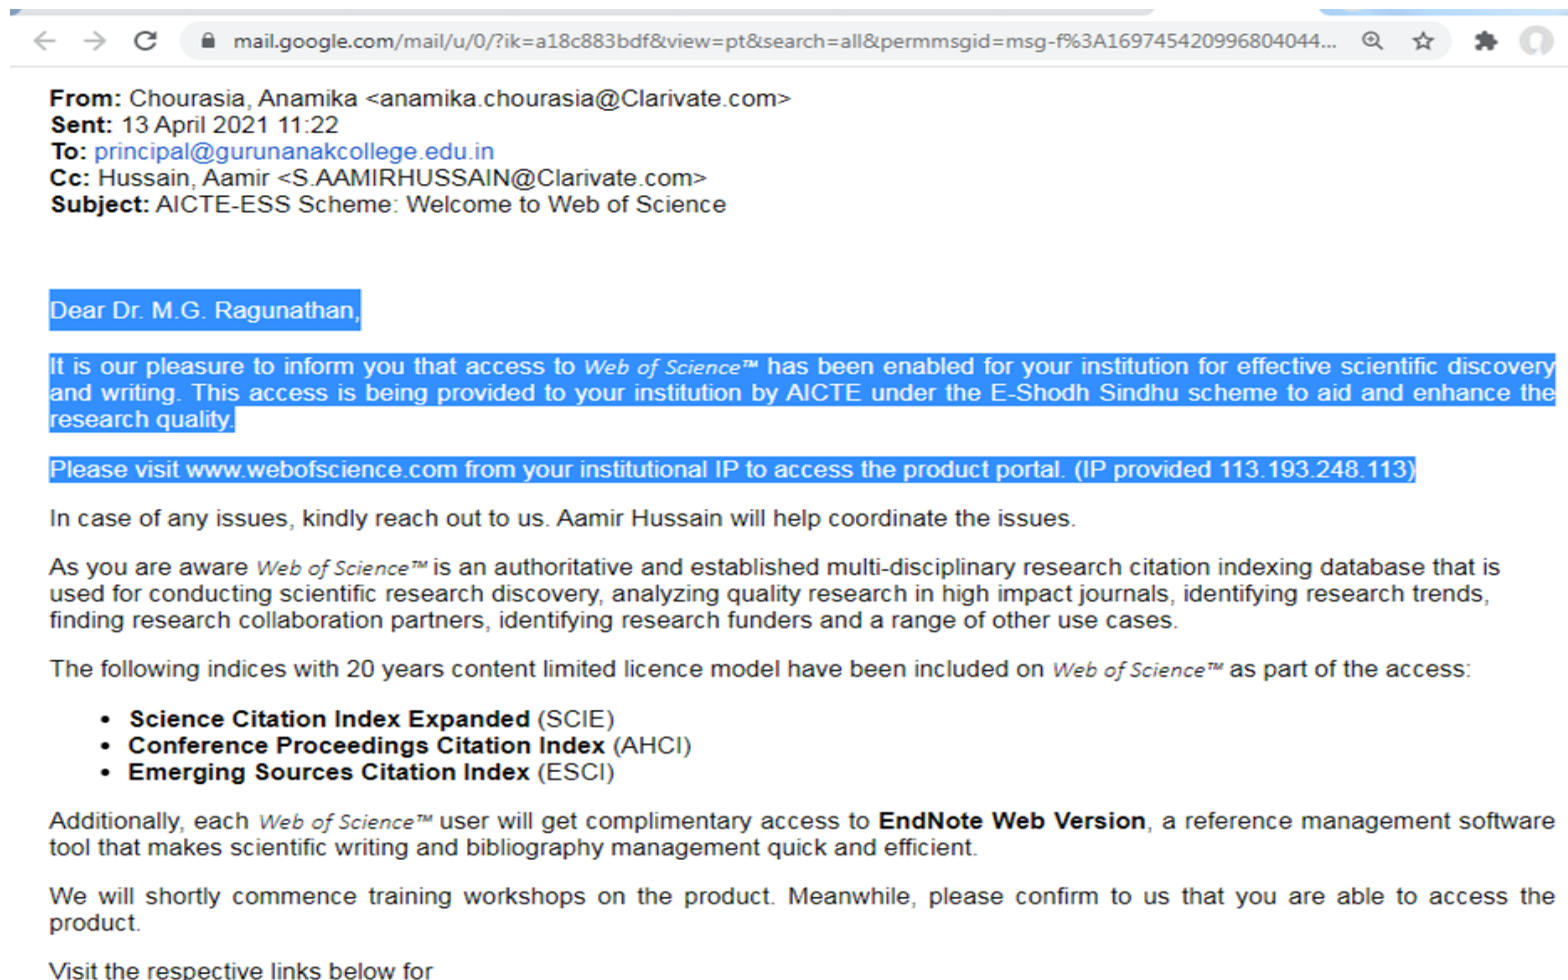 mail.google.com/mail/u/0/?ik=a18c883bdf&view=pt&search=all&permmsgid=msg-f%3A169745420996804044...
From: Chourasia, Anamika <anamika.chourasia@Clarivate.com>
Sent: 13 April 2021 11:22
To: principal@gurunanakcollege.edu.in
Cc: Hussain, Aamir <S.AAMIRHUSSAIN@Clarivate.com>
Subject: AICTE-ESS Scheme: Welcome to Web of Science
Dear Dr. M.G. Ragunathan,
It is our pleasure to inform you that access to Web of Science™ has been enabled for your institution for effective scientific discovery
and writing. This access is being provided to your institution by AICTE under the E-Shodh Sindhu scheme to aid and enhance the
research quality.
Please visit www.webofscience.com from your institutional IP to access the product portal. (IP provided 113.193.248.113)
In case of any issues, kindly reach out to us. Aamir Hussain will help coordinate the issues.
As you are aware Web of Science™ is an authoritative and established multi-disciplinary research citation indexing database that is
used for conducting scientific research discovery, analyzing quality research in high impact journals, identifying research trends,
finding research collaboration partners, identifying research funders and a range of other use cases.
The following indices with 20 years content limited licence model have been included on Web of Science™ as part of the access:
• Science Citation Index Expanded (SCIE)
• Conference Proceedings Citation Index (AHCI)
• Emerging Sources Citation Index (ESCI)
Additionally, each Web of Science™ user will get complimentary access to EndNote Web Version, a reference management software
tool that makes scientific writing and bibliography management quick and efficient.
We will shortly commence training workshops on the product. Meanwhile, please confirm to us that you are able to access the
product.
Visit the respective links below for